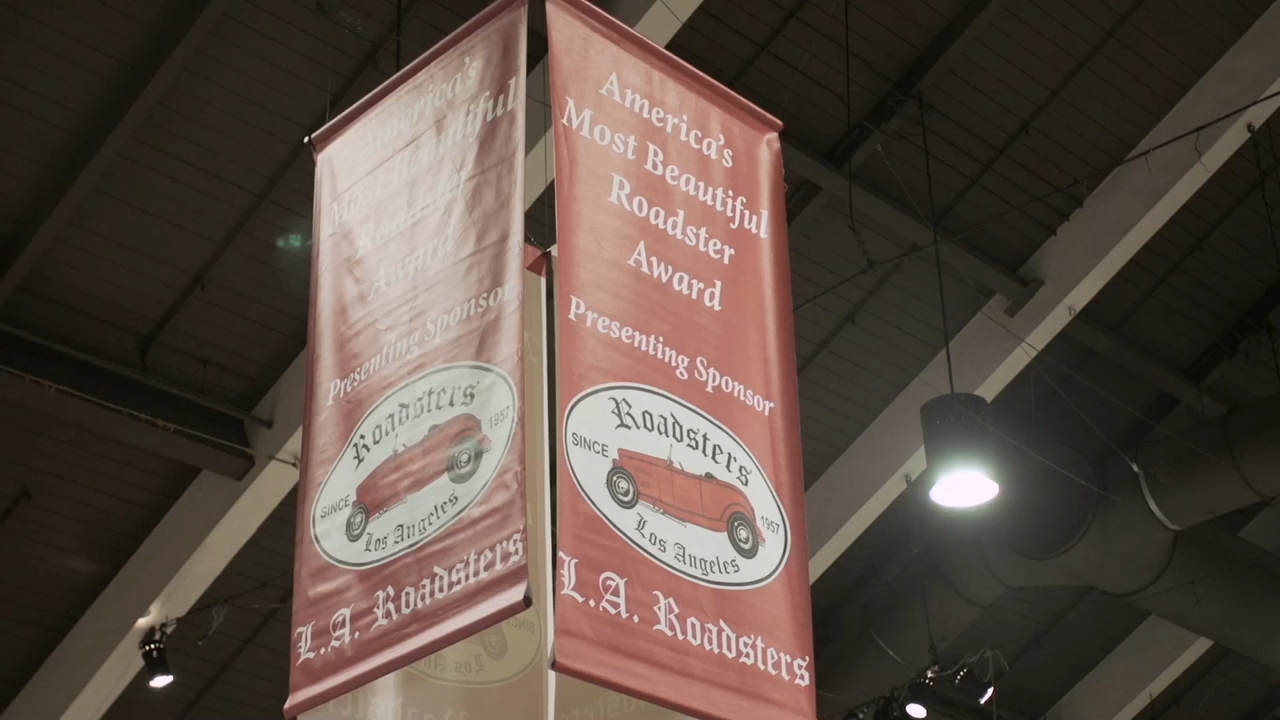 America's
Most Beautiful
Roadster
Award
Presenting Sponsor
Roadsters
SINCE
1957
Los Angeles
L.A. Roadsters
America's
Most Beautiful
Roadster
Award
Presenting Sponsor
Roadsters
SINCE
1957
Los Angeles
L.A. Roadsters